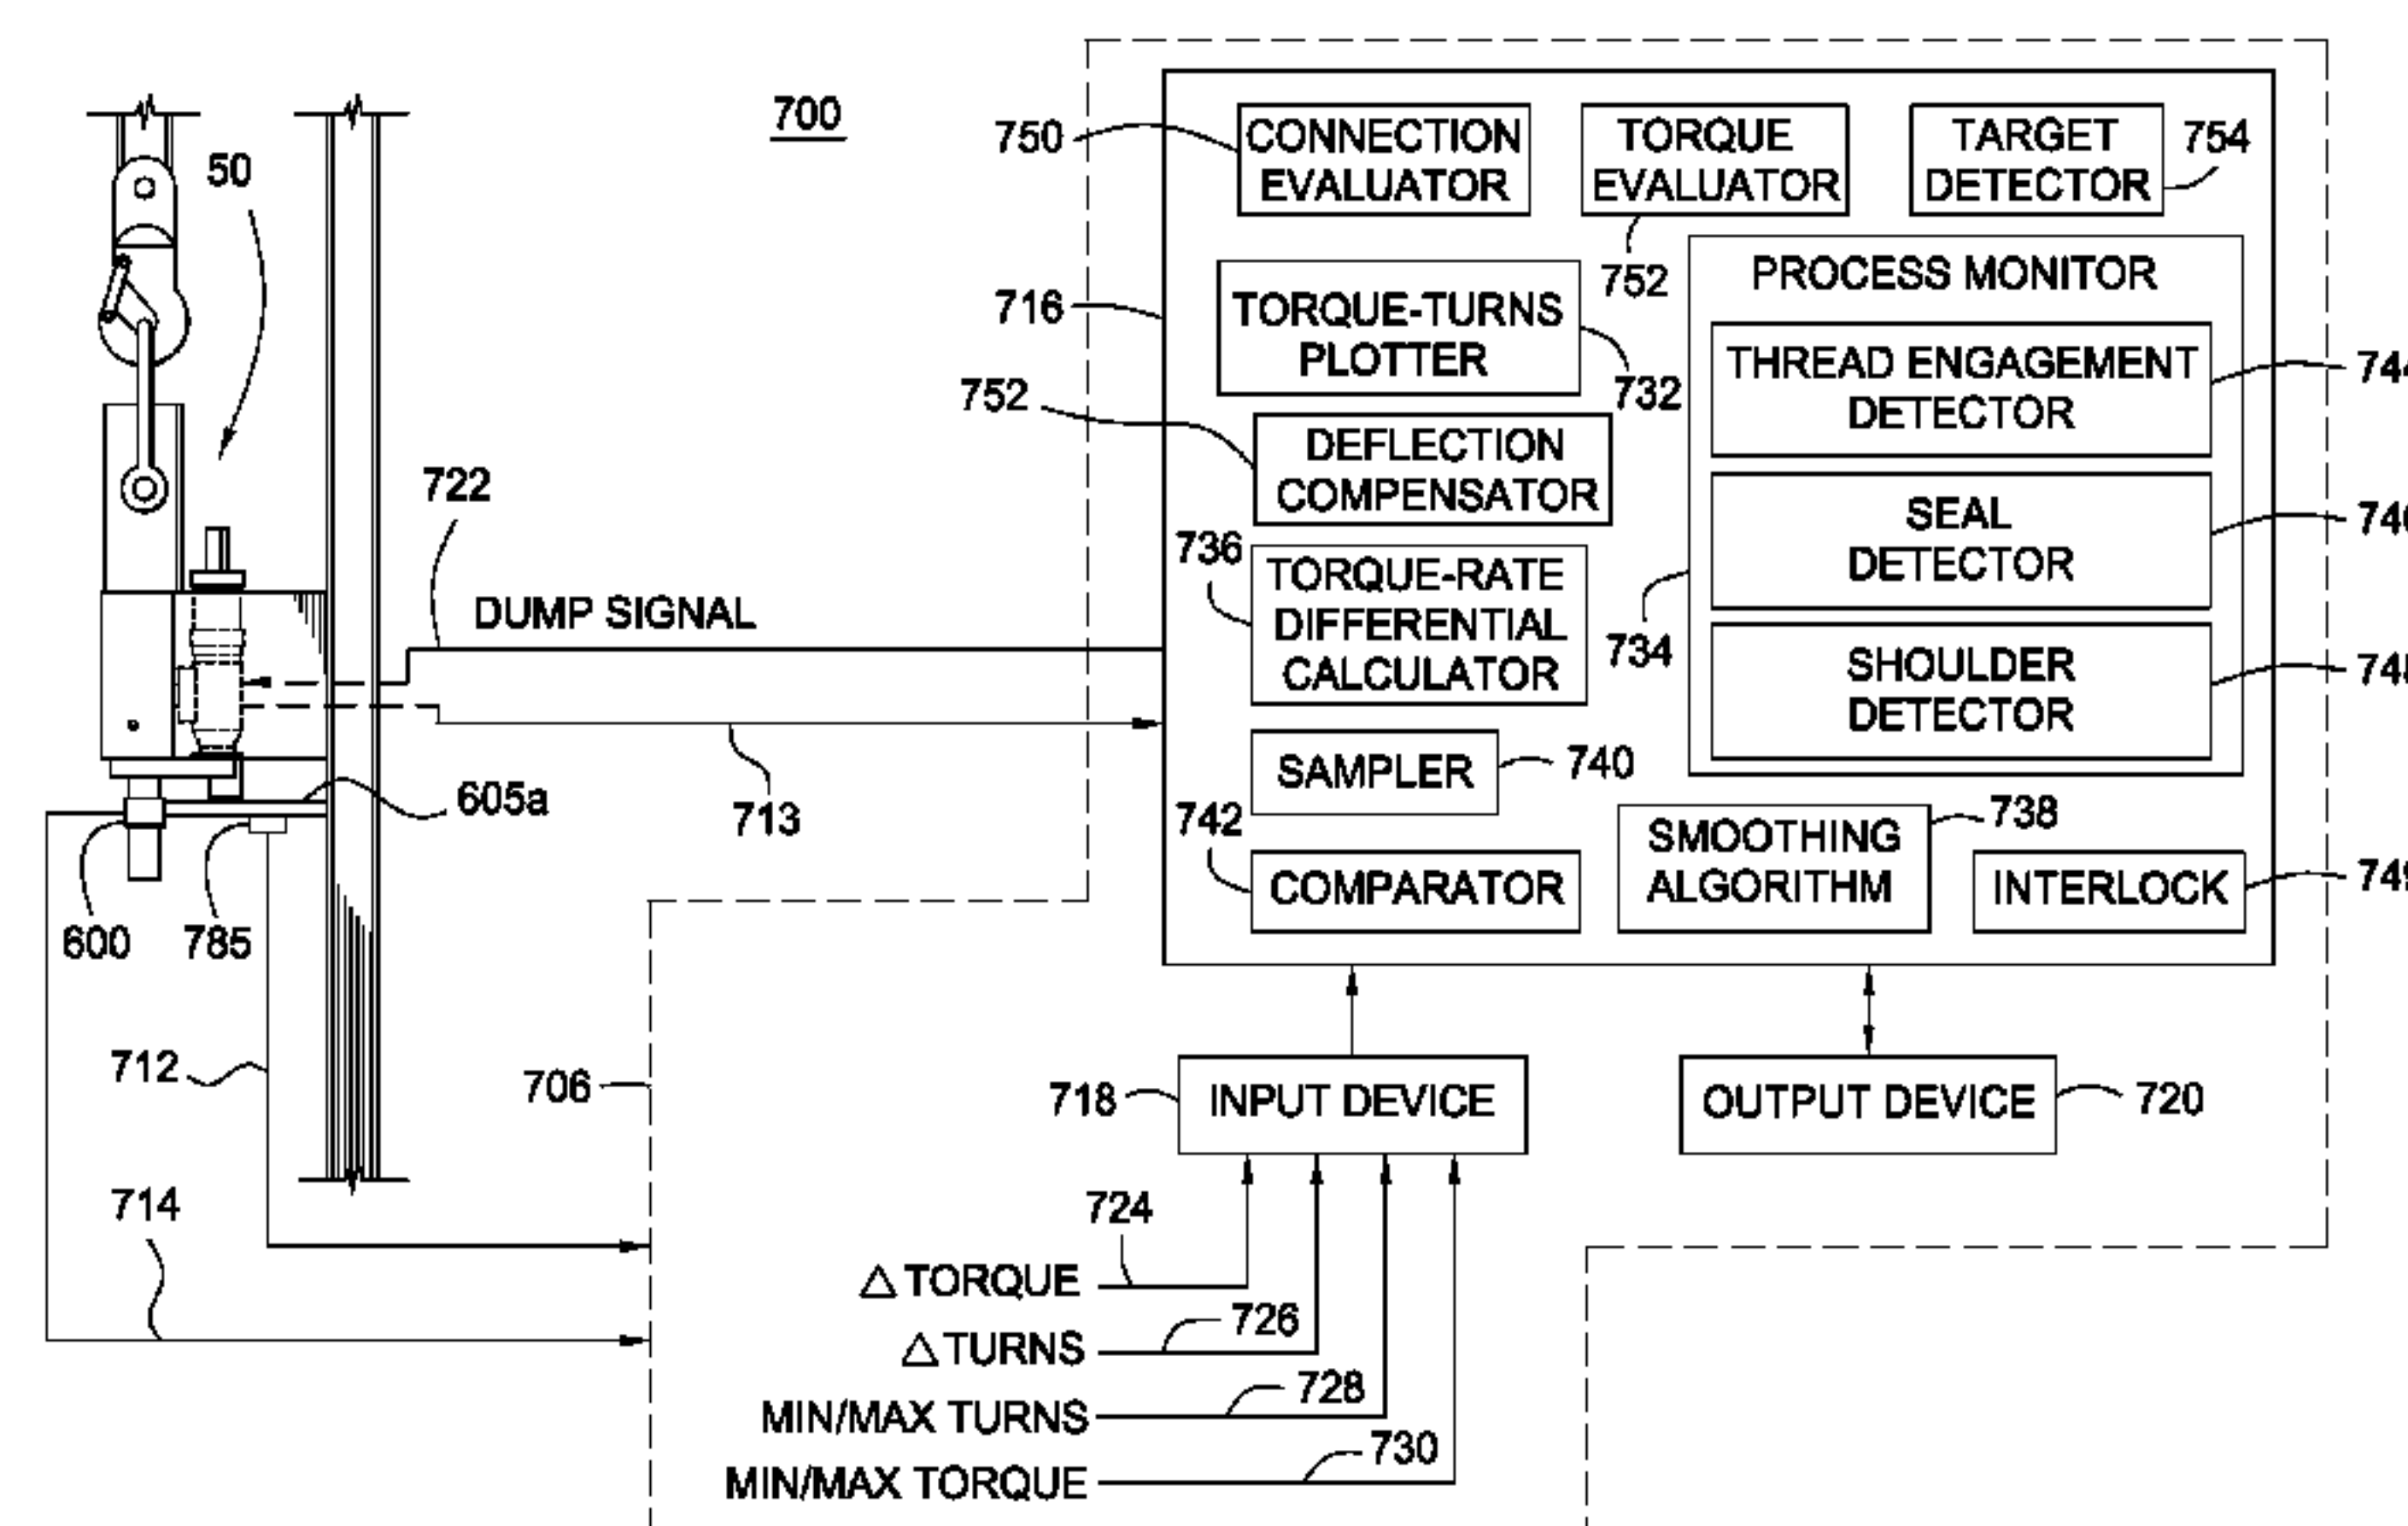 700
50
750
CONNECTION
EVALUATOR
TORQUE
EVALUATOR
752
TARGET
DETECTOR
754
716
TORQUE-TURNS
PLOTTER
732
PROCESS MONITOR
THREAD ENGAGEMENT
DETECTOR
752
DEFLECTION
COMPENSATOR
SEAL
DETECTOR
722
DUMP SIGNAL
736
TORQUE-RATE
DIFFERENTIAL
CALCULATOR
734
SHOULDER
DETECTOR
605a
713
SAMPLER
740
742
COMPARATOR
SMOOTHING
ALGORITHM
738
INTERLOCK
600
785
712
706
718
INPUT DEVICE
OUTPUT DEVICE
720
714
724
△ TORQUE
726
△ TURNS
728
MIN/MAX TURNS
730
MIN/MAX TORQUE